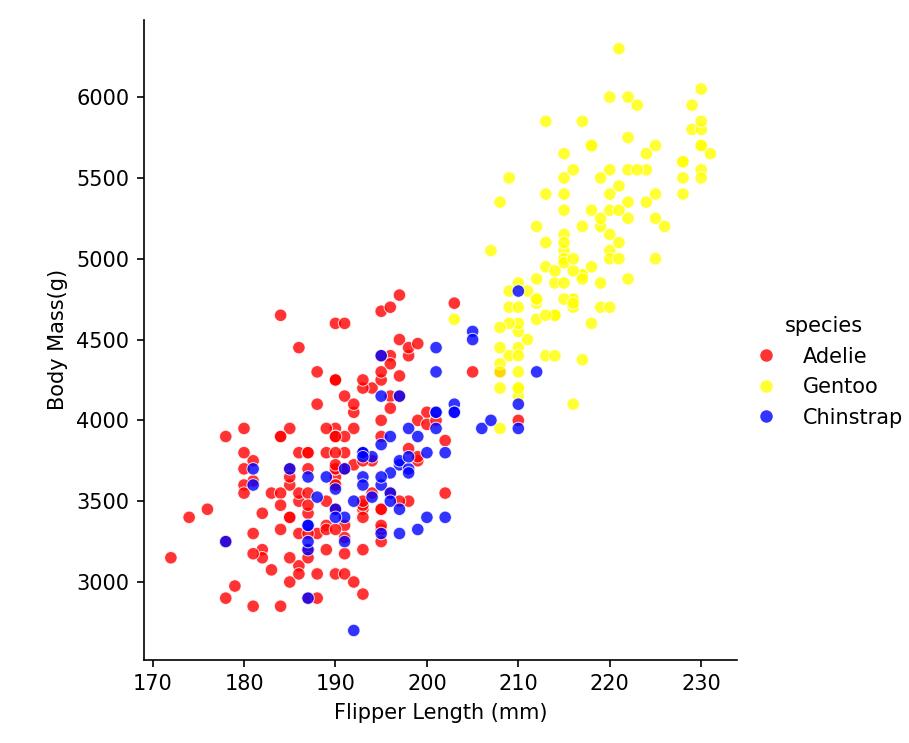 6000
5500
5000
4500
4000
3500
3000
Body Mass(g)
170 180 190 200 210 220 230
Flipper Length (mm)
species
Adelie
Gentoo
Chinstrap